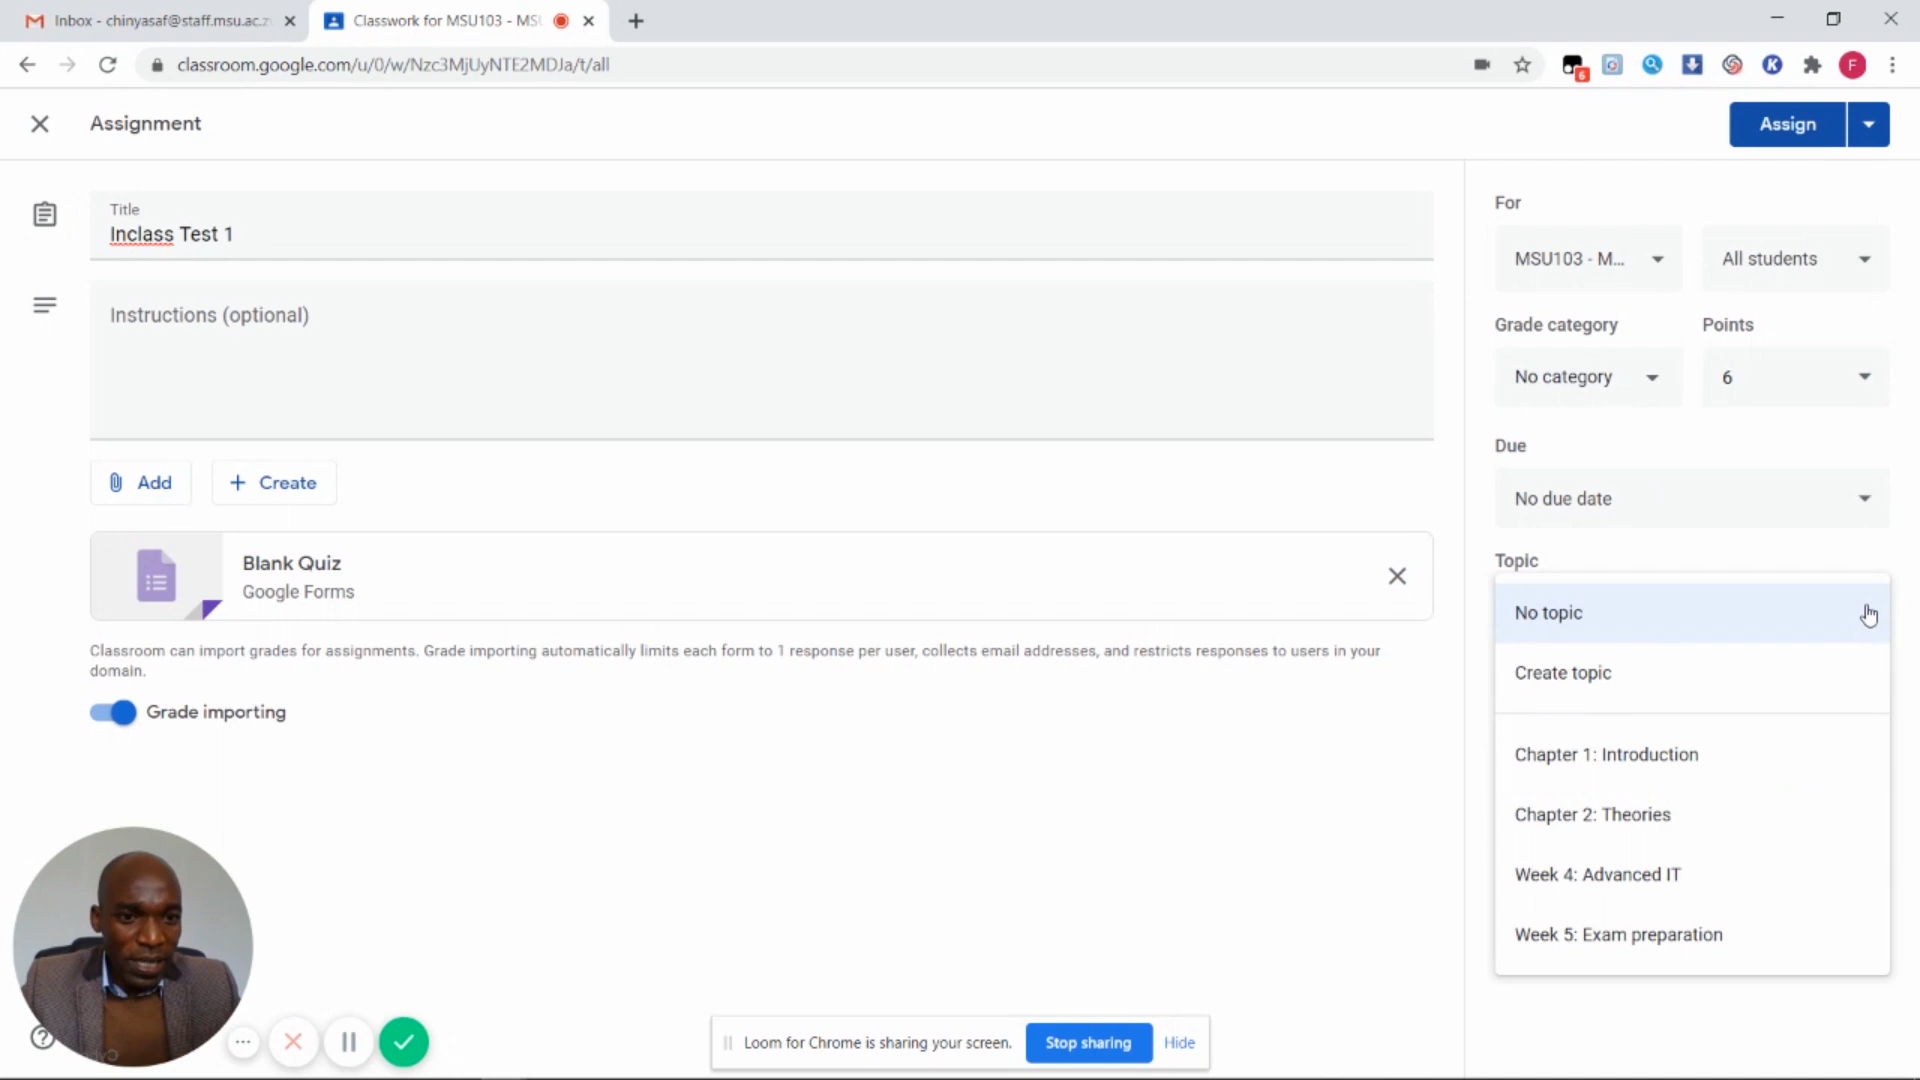 Inbox - chinyasaf@staff.msu.ac.z
Classwork for MSU103 - MS
classroom.google.com/u/0/w/Nzc3MjUyNTE2MDJa/t/all
6
K
F
Assignment
Assign
Title
Inclass Test 1
Instructions (optional)
Add
Create
Blank Quiz
Google Forms
Classroom can import grades for assignments. Grade importing automatically limits each form to 1 response per user, collects email addresses, and restricts responses to users in your
domain.
Grade importing
For
MSU103 - M...
All students
Grade category
Points
No category
6
Due
No due date
Topic
No topic
Create topic
Chapter 1: Introduction
Chapter 2: Theories
Week 4: Advanced IT
Week 5: Exam preparation
Loom for Chrome is sharing your screen.
Stop sharing
Hide